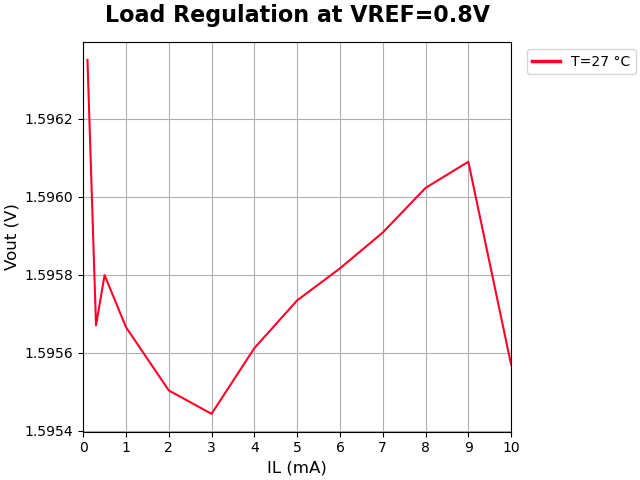 Load Regulation at VREF=0.8V
T=27 °C
Vout (V)
1.5962
1.5960
1.5958
1.5956
1.5954
0 1 2 3 4 5 6 7 8 9 10
IL (mA)